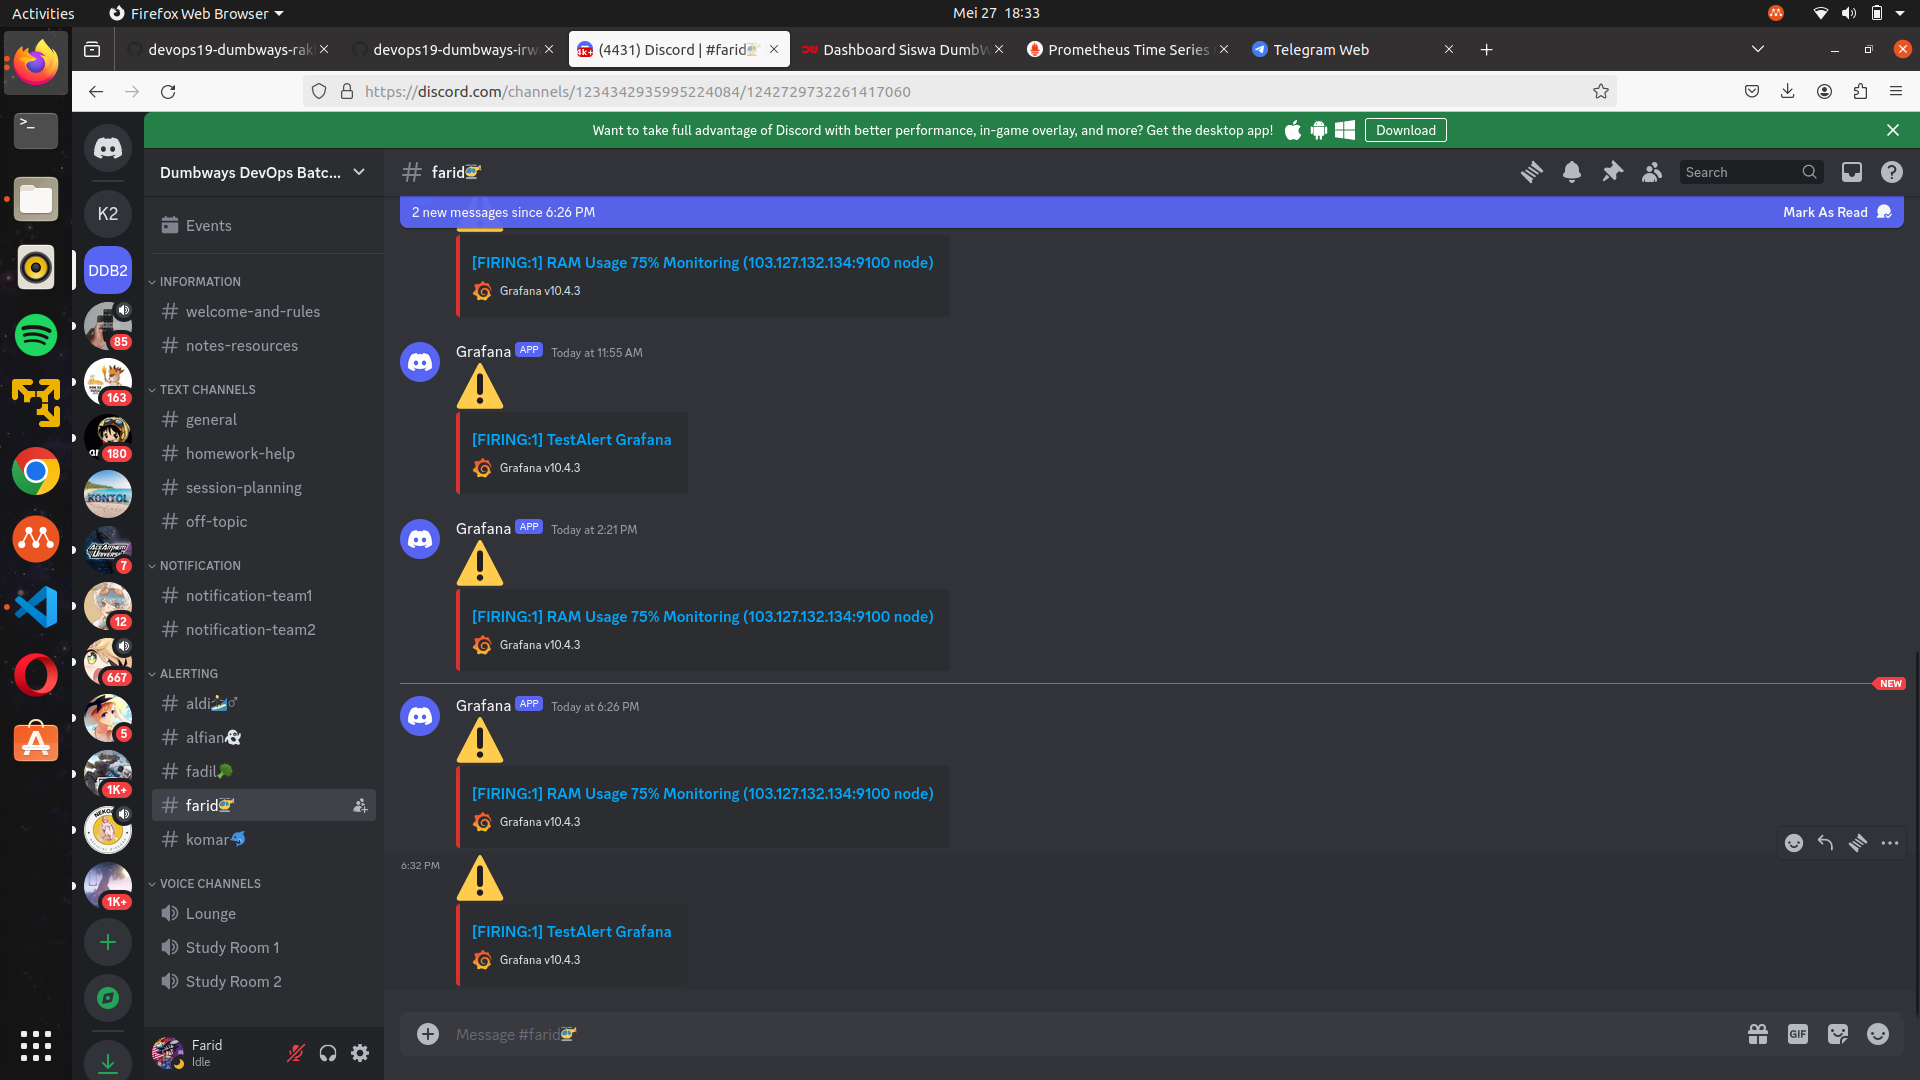 Activities
Firefox Web Browser
Mei 27 18:33
devops19-dumbways-rak
devops19-dumbways-irwa
(4431) Discord | #farid
Dashboard Siswa DumbW
Prometheus Time Series
Telegram Web
https://discord.com/channels/1234342935995224084/1242729732261417060
Want to take full advantage of Discord with better performance, in-game overlay, and more? Get the desktop app!
Download
Dumbways DevOps Batc...
# farid🚁
Search
K2
DDB2
85
163
180
KONTOL
7
12
667
5
1K+
1K+
Events
INFORMATION
# welcome-and-rules
# notes-resources
TEXT CHANNELS
# general
# homework-help
# session-planning
# off-topic
NOTIFICATION
# notification-team1
# notification-team2
ALERTING
# aldi🏄♂
# alfian👻
# fadil🥦
# farid🚁
# komar🐬
VOICE CHANNELS
Lounge
Study Room 1
Study Room 2
Farid
Idle
2 new messages since 6:26 PM
Mark As Read
[FIRING:1] RAM Usage 75% Monitoring (103.127.132.134:9100 node)
Grafana v10.4.3
Grafana APP Today at 11:55 AM
⚠
[FIRING:1] TestAlert Grafana
Grafana v10.4.3
Grafana APP Today at 2:21 PM
⚠
[FIRING:1] RAM Usage 75% Monitoring (103.127.132.134:9100 node)
Grafana v10.4.3
NEW
Grafana APP Today at 6:26 PM
⚠
[FIRING:1] RAM Usage 75% Monitoring (103.127.132.134:9100 node)
Grafana v10.4.3
6:32 PM
⚠
[FIRING:1] TestAlert Grafana
Grafana v10.4.3
Message #farid🚁
GIF